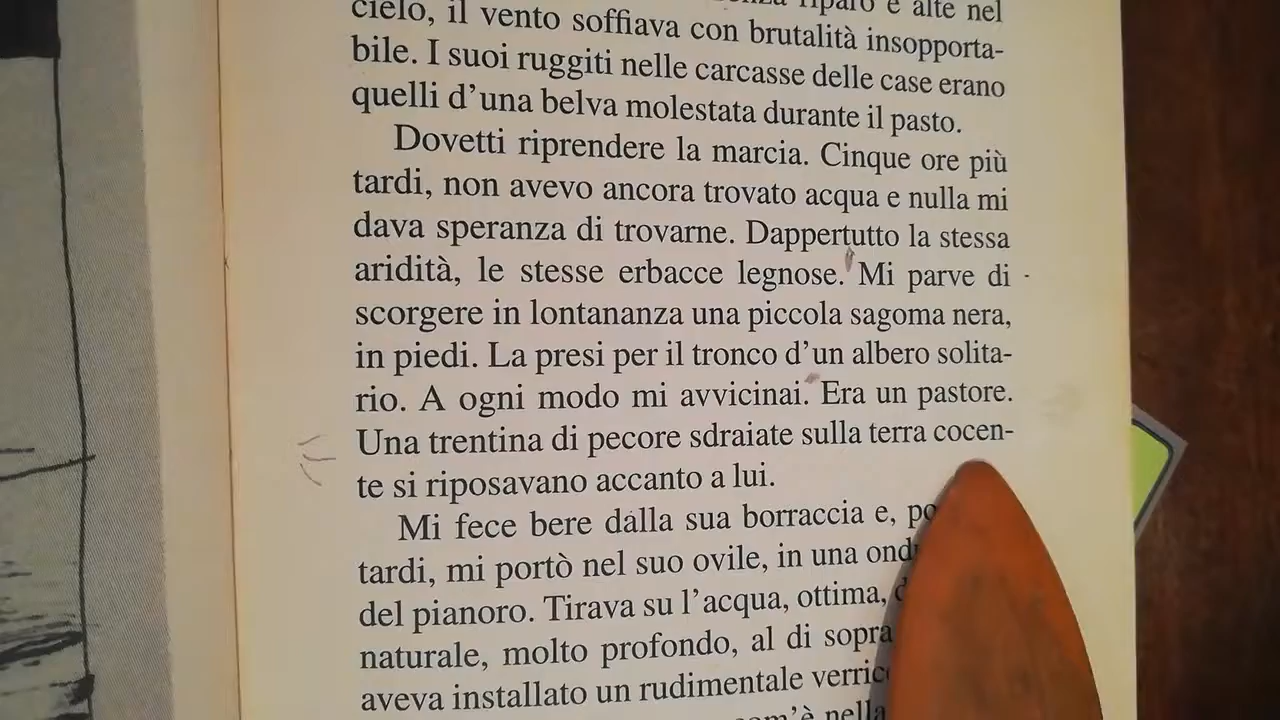 riparo e alte nel
cielo, il vento soffiava con brutalità insopporta-
bile. I suoi ruggiti nelle carcasse delle case erano
quelli d'una belva molestata durante il pasto.
Dovetti riprendere la marcia. Cinque ore più
tardi, non avevo ancora trovato acqua e nulla mi
dava speranza di trovarne. Dappertutto la stessa
aridità, le stesse erbacce legnose. Mi parve di
scorgere in lontananza una piccola sagoma nera,
in piedi. La presi per il tronco d'un albero solita-
rio. A ogni modo mi avvicinai. Era un pastore.
Una trentina di pecore sdraiate sulla terra cocen-
te si riposavano accanto a lui.
Mi fece bere dalla sua borraccia e,
tardi, mi portò nel suo ovile, in una
del pianoro. Tirava su l'acqua, ottima,
naturale, molto profondo, al di sopra
aveva installato un rudimentale
nella